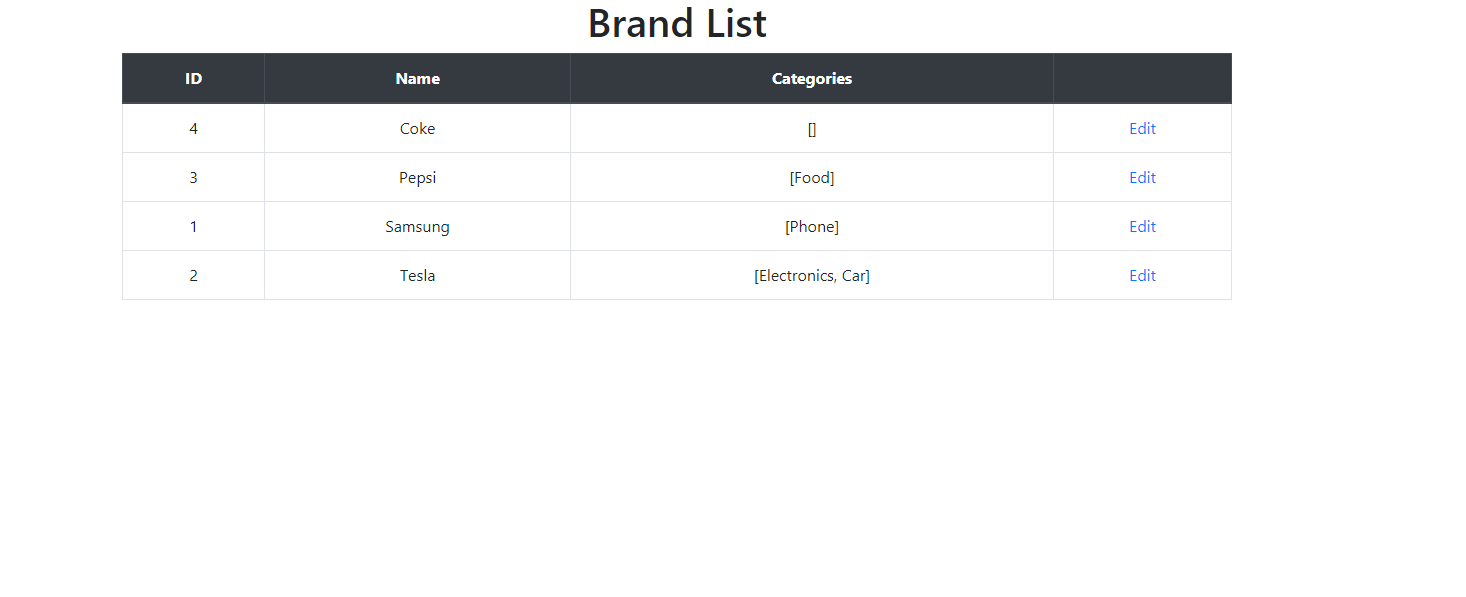 Brand List
ID Name Categories
4 Coke [] Edit
3 Pepsi [Food] Edit
1 Samsung [Phone] Edit
2 Tesla [Electronics, Car] Edit